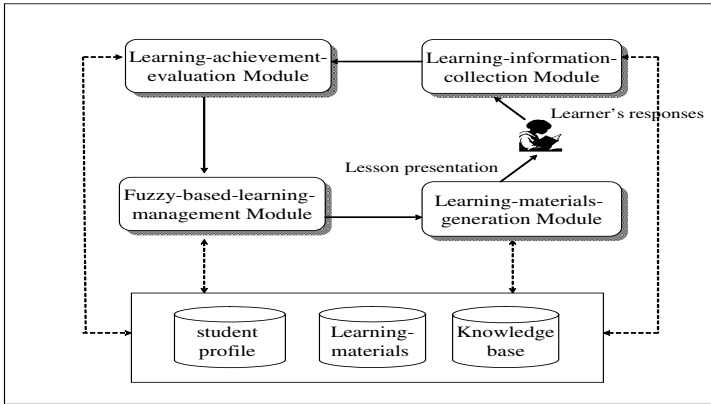 Learning-achievement-
evaluation Module
Learning-information-
collection Module
Learner's responses
Lesson presentation
Fuzzy-based-learning-
management Module
Learning-materials-
generation Module
student
profile
Learning-
materials
Knowledge
base